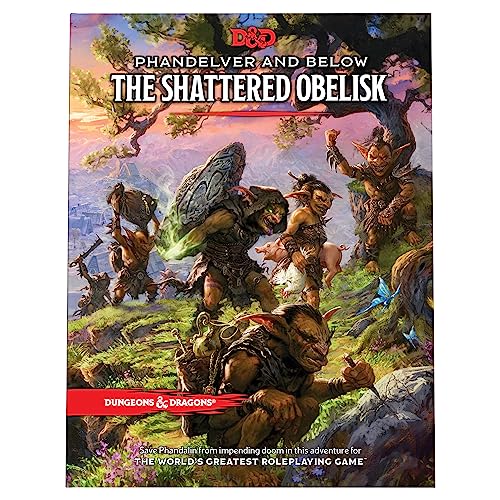 D&D
PHANDELVER AND BELOW
THE SHATTERED OBELISK
DUNGEONS & DRAGONS®
Save Phandalin from impending doom in this adventure for
THE WORLD'S GREATEST ROLEPLAYING GAME™